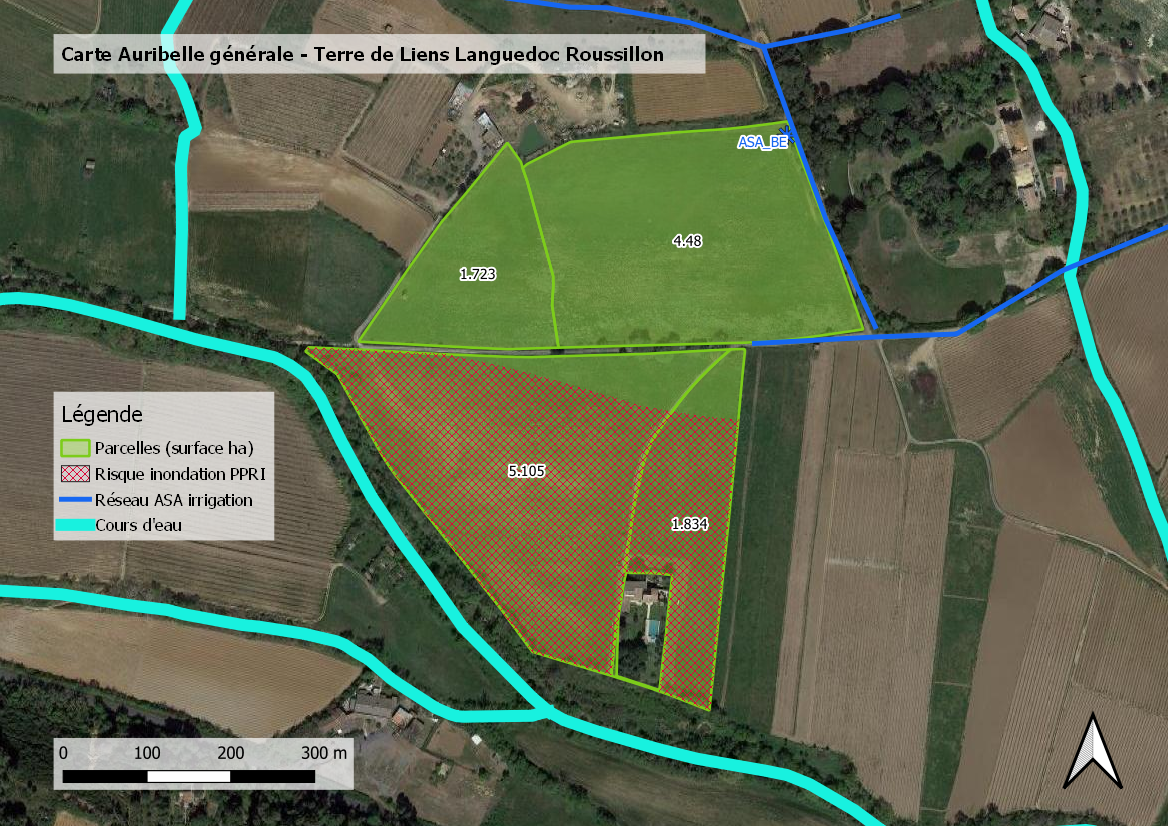 Carte Auribelle générale - Terre de Liens Languedoc Roussillon
ASA_BE
4.48
1.723
Légende
Parcelles (surface ha)
Risque inondation PPRI
Réseau ASA irrigation
Cours d'eau
5.105
1.834
0 100 200 300 m